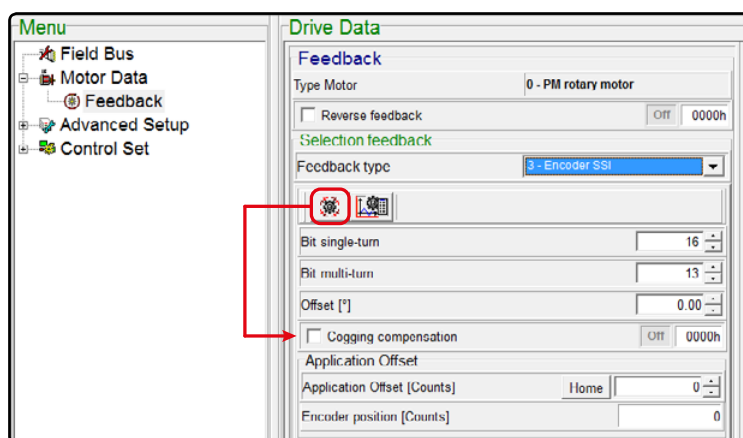 Menu
Field Bus
Motor Data
Feedback
Advanced Setup
Control Set
Drive Data
Feedback
Type Motor 0 - PM rotary motor
Reverse feedback Off 0000h
Selection feedback
Feedback type 3 - Encoder SSI
Bit single-turn 16
Bit multi-turn 13
Offset [°] 0.00
Cogging compensation Off 0000h
Application Offset
Application Offset [Counts] Home 0
Encoder position [Counts] 0